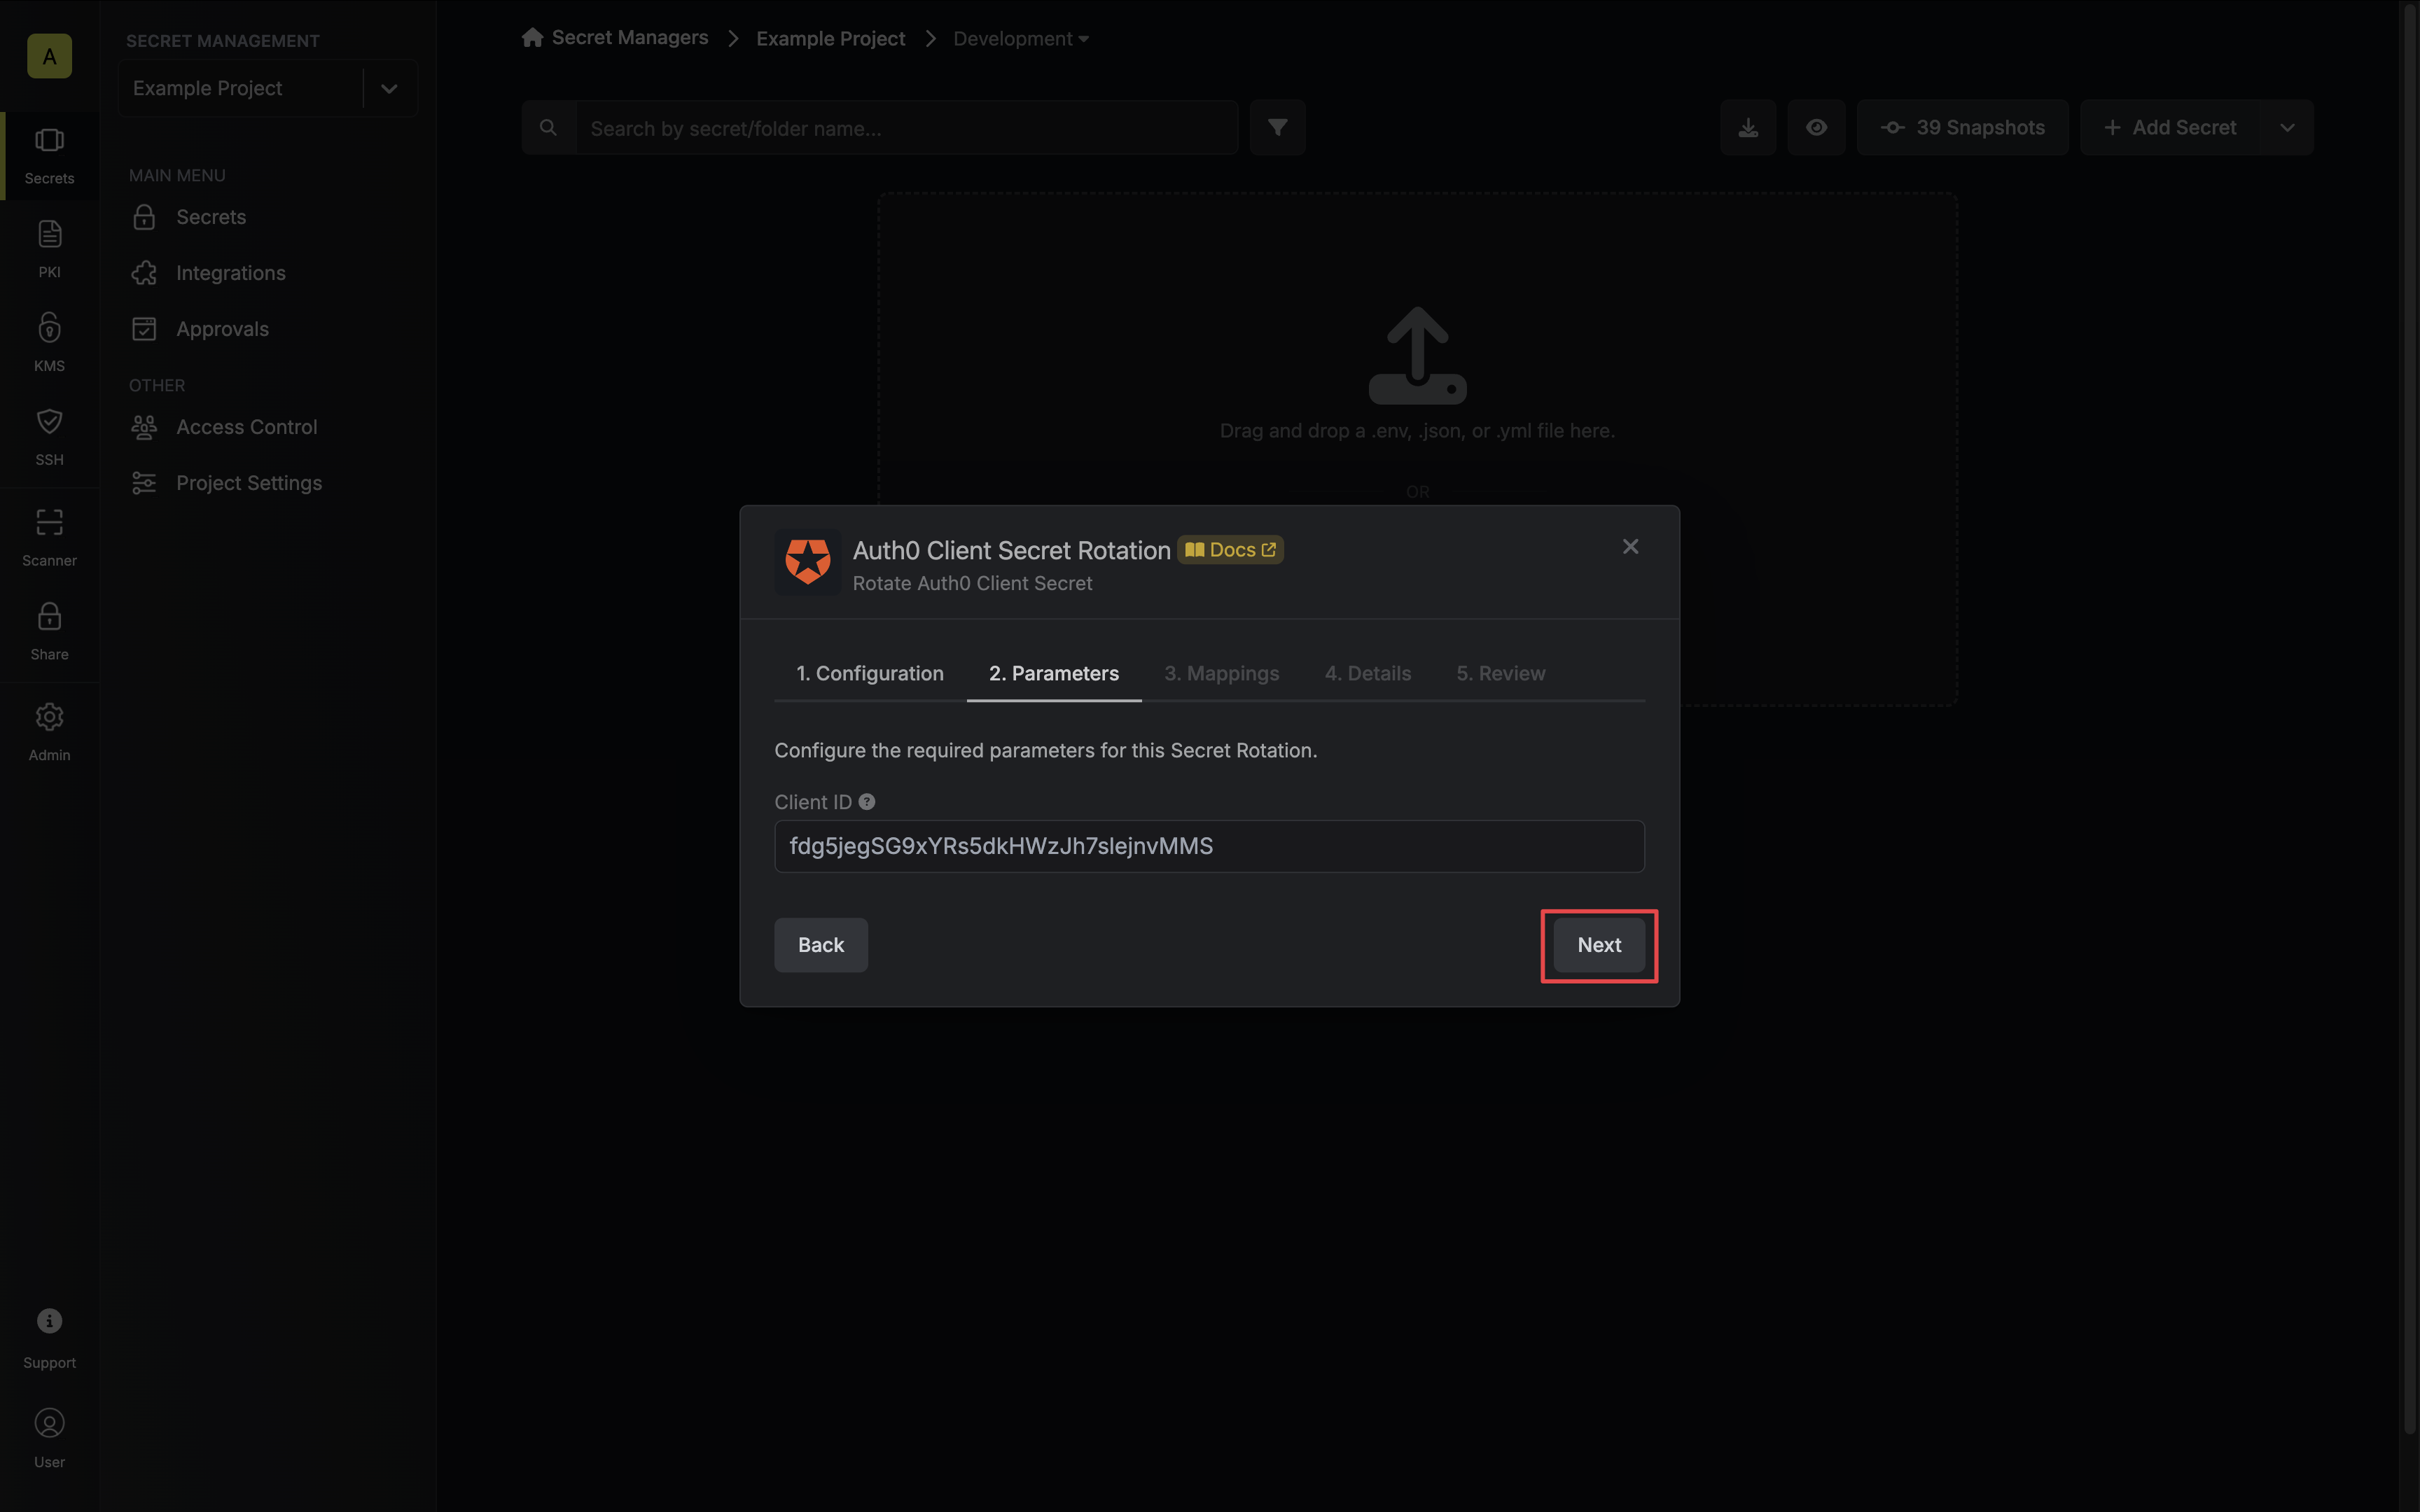 A
Secrets
PKI
KMS
SSH
Scanner
Share
Admin
Support
User
SECRET MANAGEMENT
Example Project
MAIN MENU
Secrets
Integrations
Approvals
OTHER
Access Control
Project Settings
Secret Managers > Example Project > Development
Search by secret/folder name...
39 Snapshots
+ Add Secret
Drag and drop a .env, .json, or .yml file here.
OR
Auth0 Client Secret Rotation Docs
Rotate Auth0 Client Secret
1. Configuration 2. Parameters 3. Mappings 4. Details 5. Review
Configure the required parameters for this Secret Rotation.
Client ID
fdg5jegSG9xYRs5dkHWzJh7slejnvMMS
Back
Next